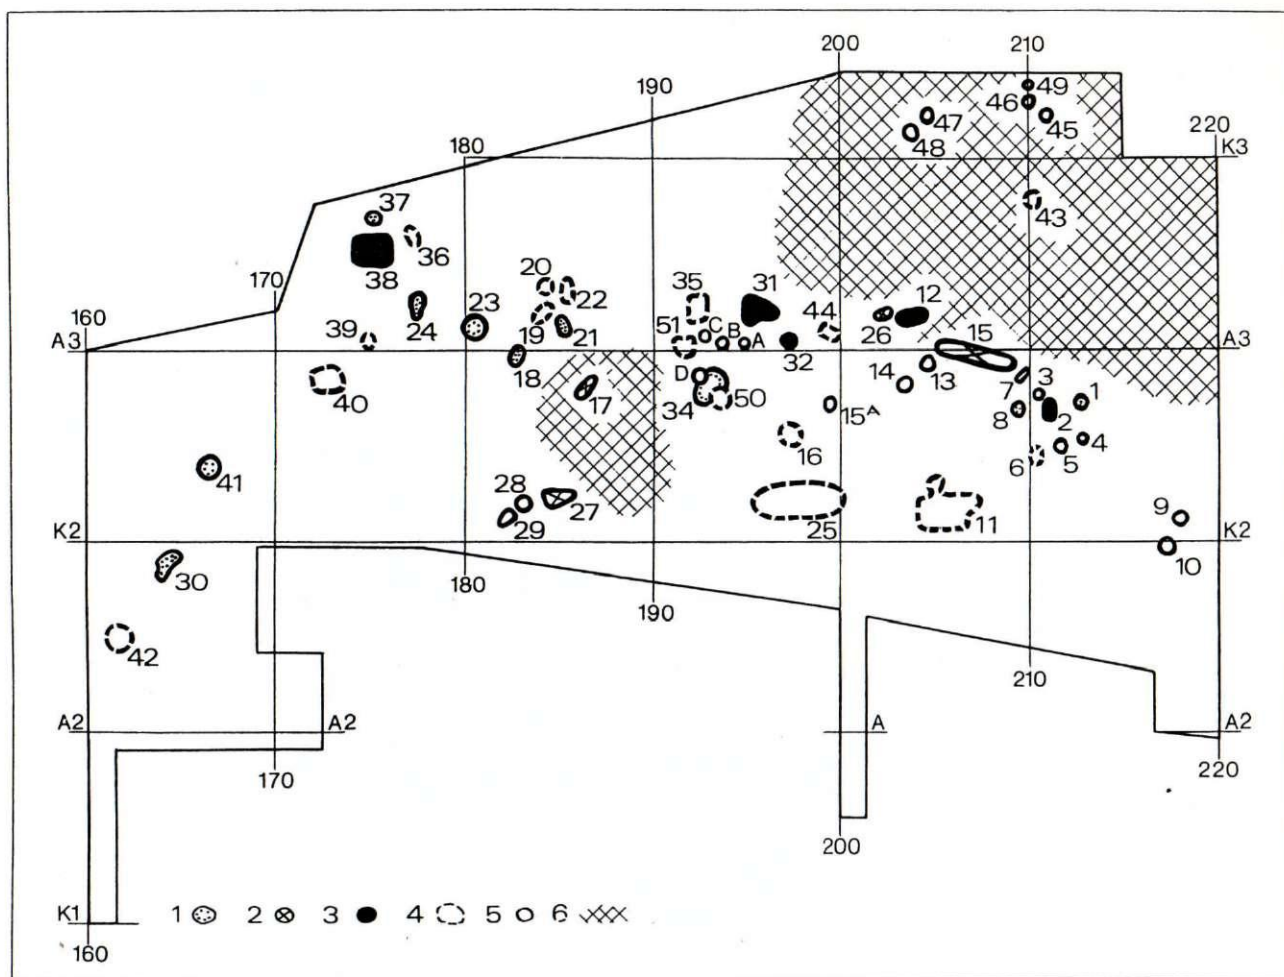 200 210
49
190 46
47 45
48 220
180 K3
37
43
36
170 38 20 35 31 12
23 22
160 39 24 19 21 51 C B 44 26 15
A3 A 32 A3
18 D 14 13 7 3 1
40 17 34 50 15A 8 2
16 6 5 4
41
28 27 9
29 25 11
K2 K2
30 180 10
190
42 210
A2 A2 A A2
170 220
200
K1 1 2 3 4 5 6
160